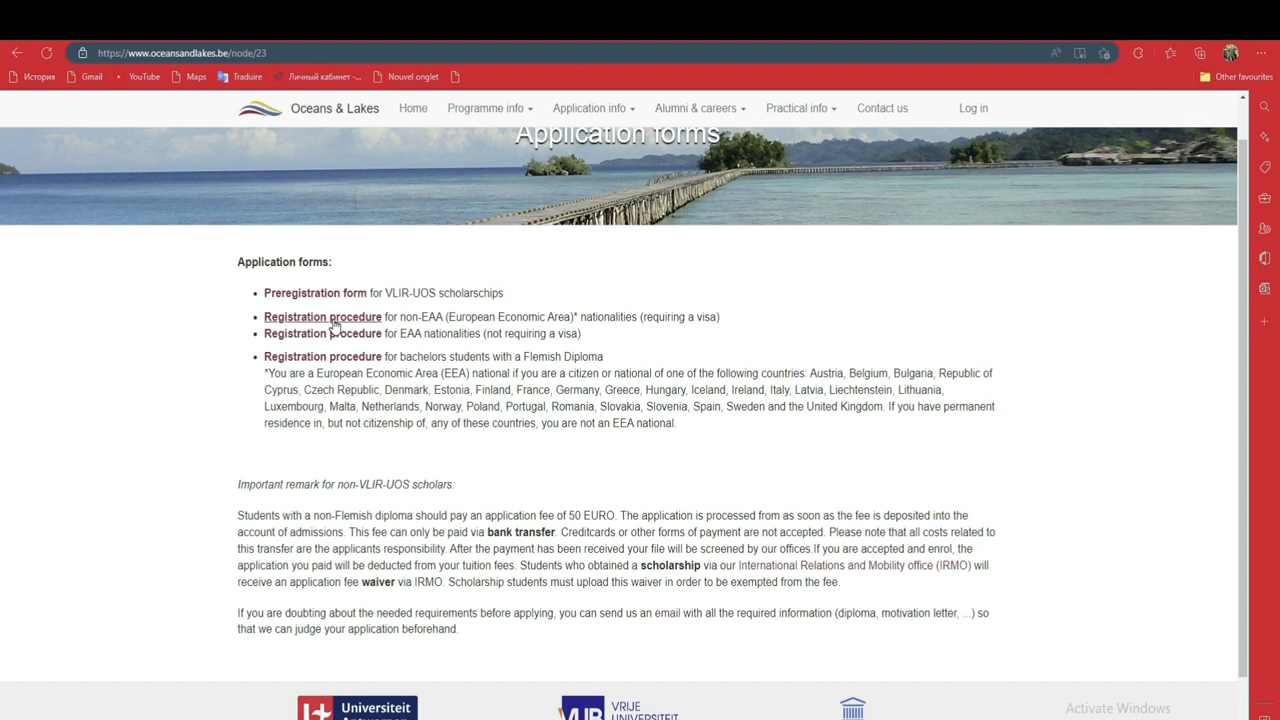 https://www.oceansandlakes.be/node/23
История Gmail YouTube Maps Traduire Личный кабинет -... Nouvel onglet Other favourites
Oceans & Lakes Home Programme info Application info Alumni & careers Practical info Contact us Log in
Application forms
Application forms:
Preregistration form for VLIR-UOS scholarschips
Registration procedure for non-EAA (European Economic Area)* nationalities (requiring a visa)
Registration procedure for EAA nationalities (not requiring a visa)
Registration procedure for bachelors students with a Flemish Diploma
*You are a European Economic Area (EEA) national if you are a citizen or national of one of the following countries: Austria, Belgium, Bulgaria, Republic of
Cyprus, Czech Republic, Denmark, Estonia, Finland, France, Germany, Greece, Hungary, Iceland, Ireland, Italy, Latvia, Liechtenstein, Lithuania,
Luxembourg, Malta, Netherlands, Norway, Poland, Portugal, Romania, Slovakia, Slovenia, Spain, Sweden and the United Kingdom. If you have permanent
residence in, but not citizenship of, any of these countries, you are not an EEA national.
Important remark for non-VLIR-UOS scholars:
Students with a non-Flemish diploma should pay an application fee of 50 EURO. The application is processed from as soon as the fee is deposited into the
account of admissions. This fee can only be paid via bank transfer. Creditcards or other forms of payment are not accepted. Please note that all costs related to
this transfer are the applicants responsibility. After the payment has been received your file will be screened by our offices.If you are accepted and enrol, the
application you paid will be deducted from your tuition fees. Students who obtained a scholarship via our International Relations and Mobility office (IRMO) will
receive an application fee waiver via IRMO. Scholarship students must upload this waiver in order to be exempted from the fee.
If you are doubting about the needed requirements before applying, you can send us an email with all the required information (diploma, motivation letter, ...) so
that we can judge your application beforehand.
Universiteit
VUB VRIJE
UNIVERSITEIT
Activate Windows